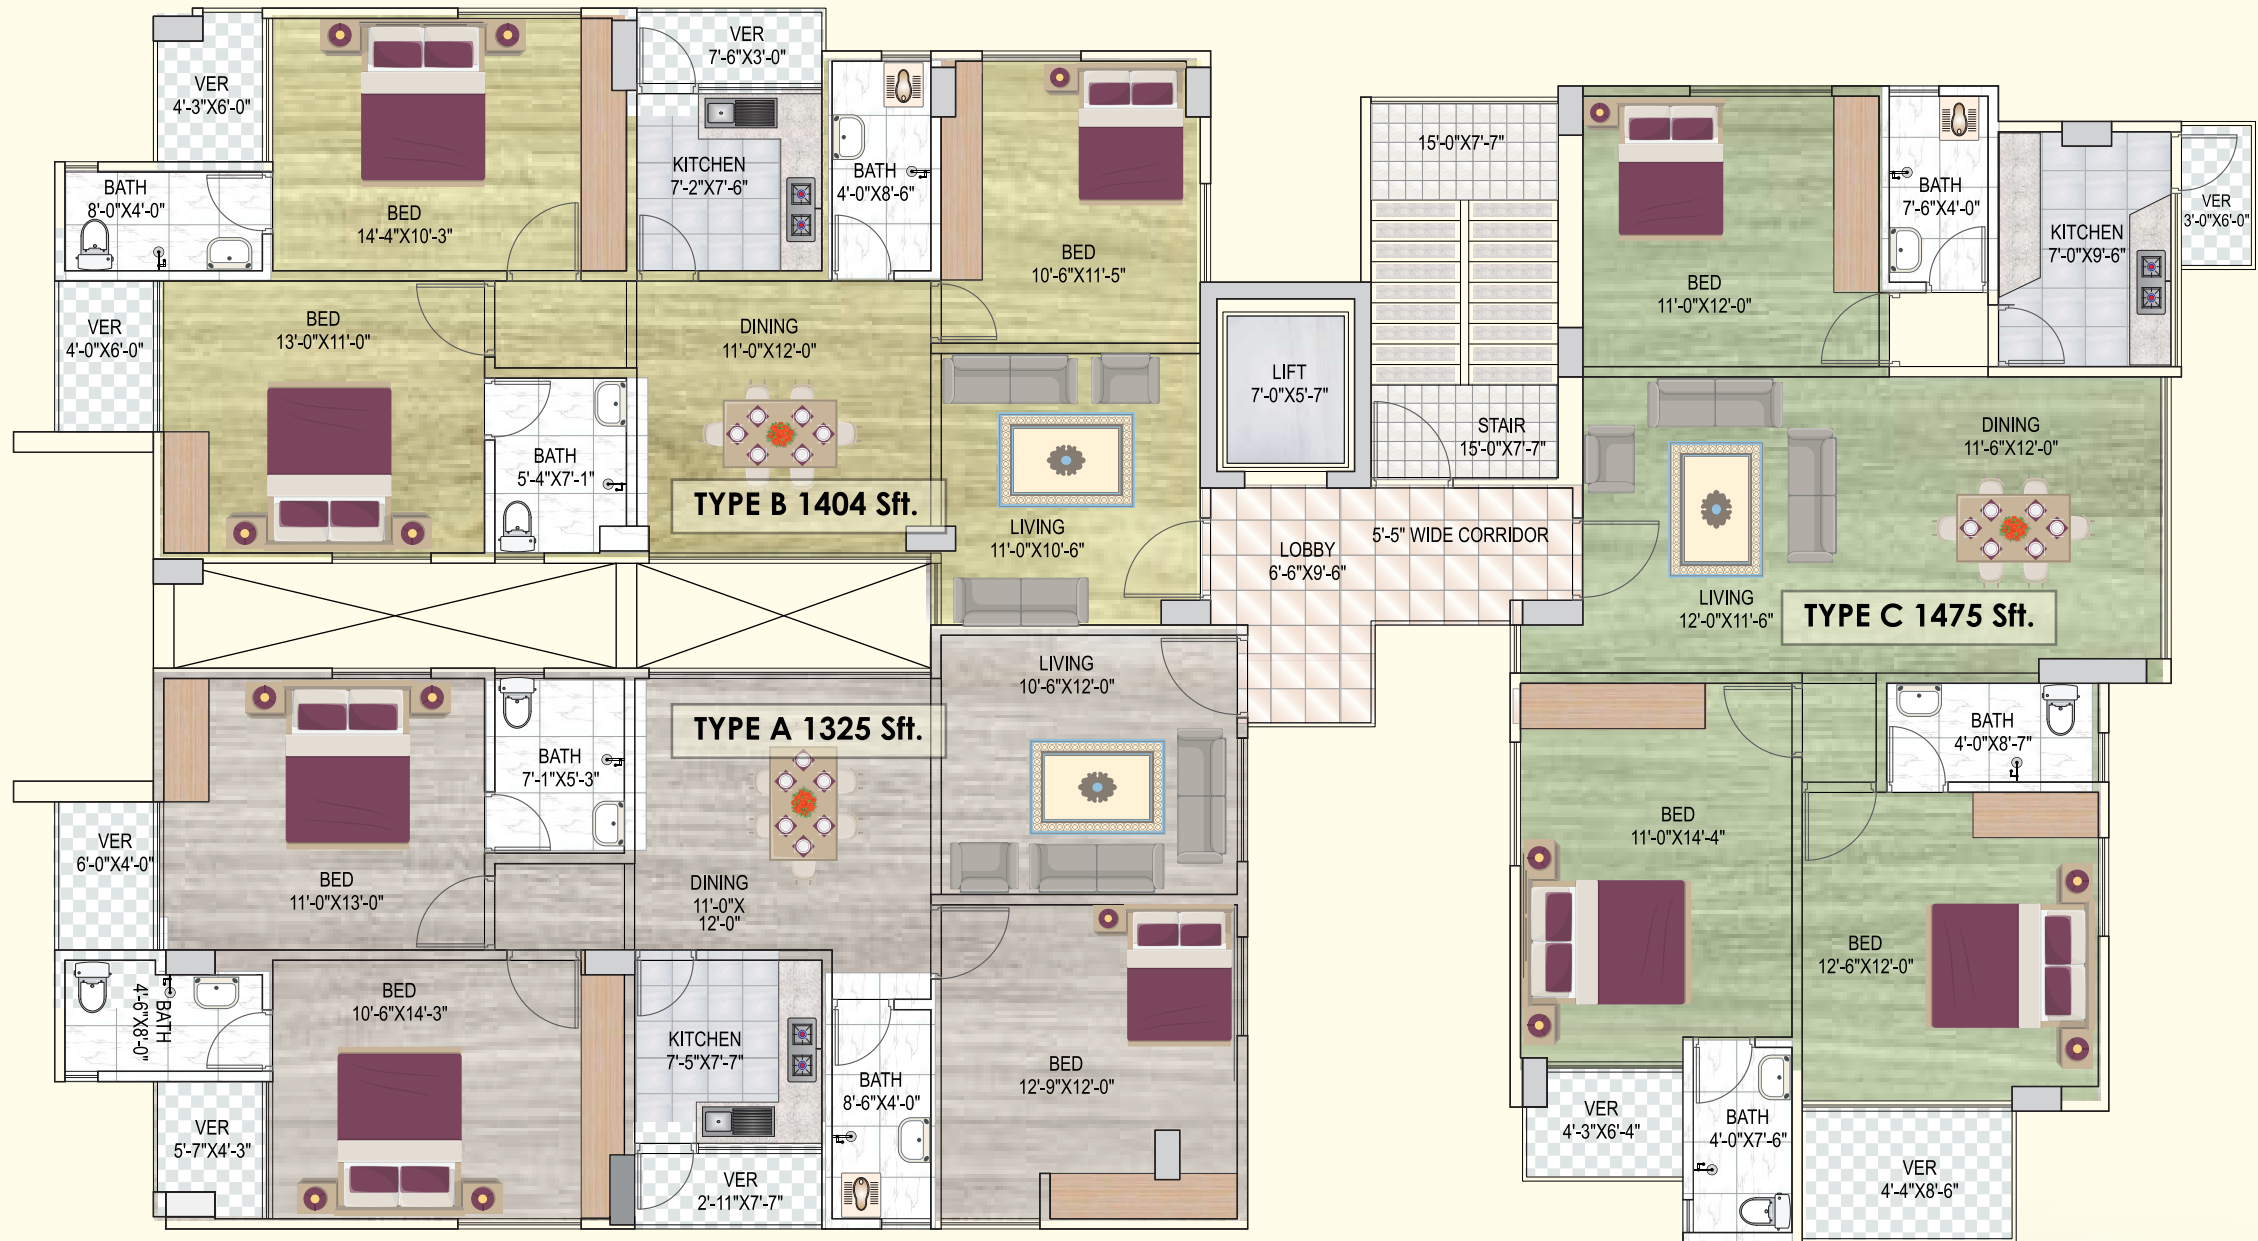 VER
4'-3"X6'-0"
BED
14'-4"X10'-3"
BATH
8'-0"X4'-0"
VER
7'-6"X3'-0"
KITCHEN
7'-2"X7'-6"
BATH
4'-0"X8'-6"
BED
10'-6"X11'-5"
VER
4'-0"X6'-0"
BED
13'-0"X11'-0"
BATH
5'-4"X7'-1"
DINING
11'-0"X12'-0"
TYPE B 1404 Sft.
LIVING
11'-0"X10'-6"
LIFT
7'-0"X5'-7"
15'-0"X7'-7"
STAIR
15'-0"X7'-7"
LOBBY
6'-6"X9'-6"
5'-5" WIDE CORRIDOR
BED
11'-0"X12'-0"
BATH
7'-6"X4'-0"
KITCHEN
7'-0"X9'-6"
VER
3'-0"X6'-0"
DINING
11'-6"X12'-0"
LIVING
12'-0"X11'-6"
TYPE C 1475 Sft.
BATH
4'-0"X8'-7"
BED
11'-0"X14'-4"
BED
12'-6"X12'-0"
VER
4'-3"X6'-4"
BATH
4'-0"X7'-6"
VER
4'-4"X8'-6"
LIVING
10'-6"X12'-0"
TYPE A 1325 Sft.
BATH
7'-1"X5'-3"
VER
6'-0"X4'-0"
BED
11'-0"X13'-0"
DINING
11'-0"X
12'-0"
BATH
4'-6"X8'-0"
BED
10'-6"X14'-3"
KITCHEN
7'-5"X7'-7"
BATH
8'-6"X4'-0"
BED
12'-9"X12'-0"
VER
5'-7"X4'-3"
VER
2'-11"X7'-7"